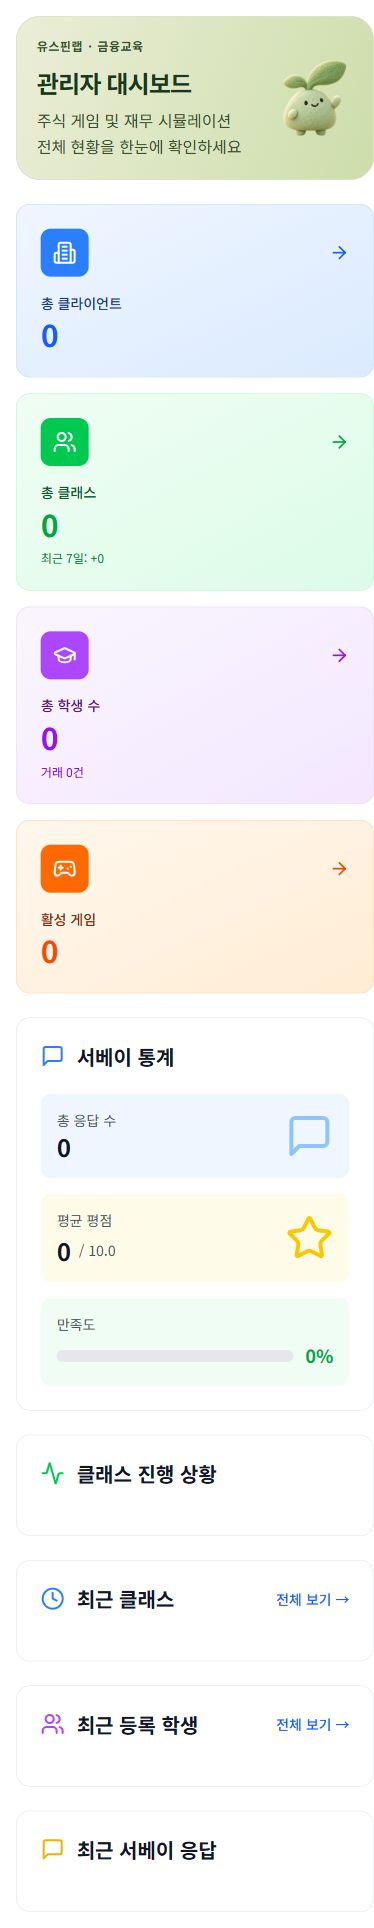 유스핀랩 · 금융교육
관리자 대시보드
주식 게임 및 재무 시뮬레이션
전체 현황을 한눈에 확인하세요
총 클라이언트
0
총 클래스
0
최근 7일: +0
총 학생 수
0
거래 0건
활성 게임
0
서베이 통계
총 응답 수
0
평균 평점
0 / 10.0
만족도
0%
클래스 진행 상황
최근 클래스
전체 보기 →
최근 등록 학생
전체 보기 →
최근 서베이 응답